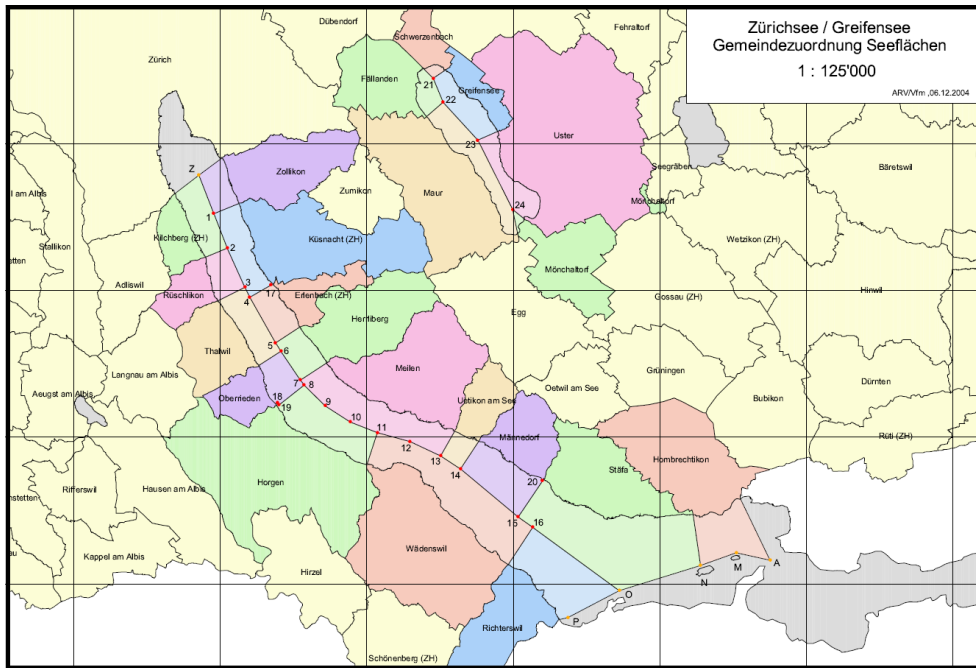 Zürichsee / Greifensee
Gemeindezuordnung Seeflächen
1 : 125'000
ARV/Vfm ,06.12.2004
Dübendorf
Fehraltorf
Schwerzenbach
Zürich
Fällanden
21
22
Greifensee
23
Uster
Z
Zollikon
Zumikon
Maur
Seegräben
Bäretswil
l am Albis
24
Mönchaltorf
1
Kilchberg (ZH)
2
Küsnacht (ZH)
Wetzikon (ZH)
Stallikon
etten
Adliswil
Rüschlikon
3
4
17
Erlenbach (ZH)
Mönchaltorf
Gossau (ZH)
Hinwil
Egg
Herrliberg
Thalwil
5
6
Meilen
Langnau am Albis
Grüningen
Aeugst am Albis
Oberrieden
7
8
Oetwil am See
Dürnten
Bubikon
18
19
9
Uetikon am See
10
11
12
13
14
Männedorf
Rüti (ZH)
Hombrechtikon
Stäfa
Rifferswil
nstetten
Hausen am Albis
Horgen
20
15
16
Wädenswil
Kappel am Albis
Hirzel
M
A
N
O
P
Richterswil
Schönenberg (ZH)